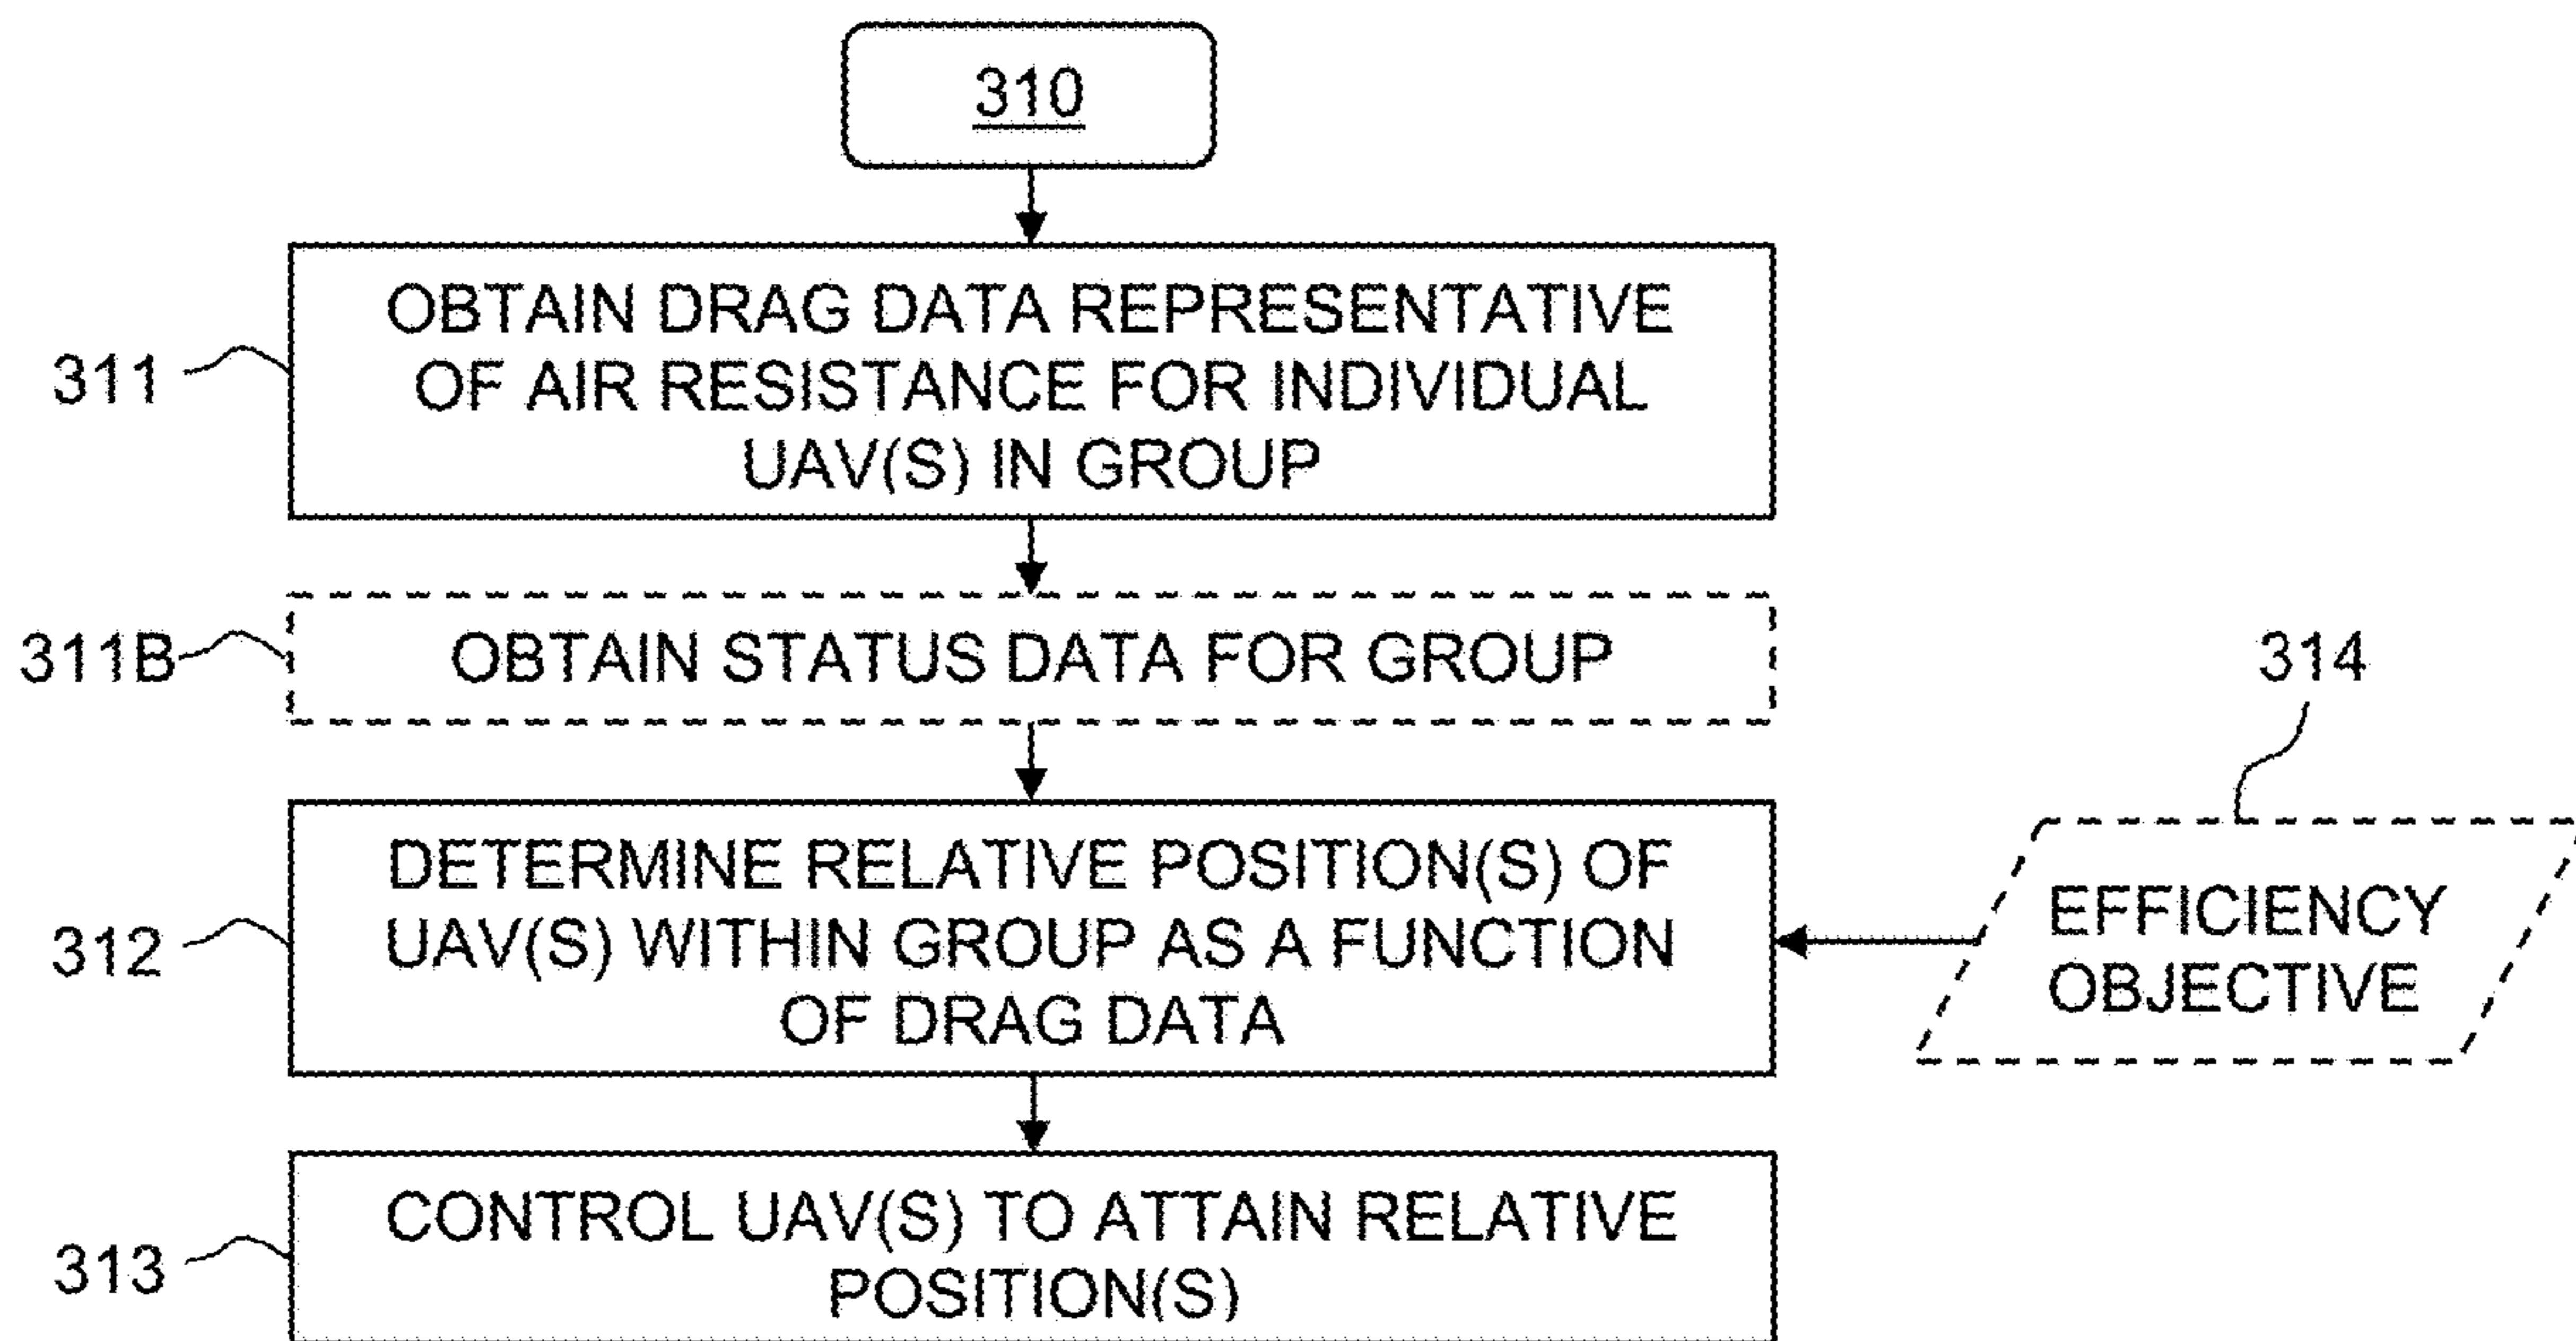 310
311
OBTAIN DRAG DATA REPRESENTATIVE
OF AIR RESISTANCE FOR INDIVIDUAL
UAV(S) IN GROUP
311B
OBTAIN STATUS DATA FOR GROUP
314
312
DETERMINE RELATIVE POSITION(S) OF
UAV(S) WITHIN GROUP AS A FUNCTION
OF DRAG DATA
EFFICIENCY
OBJECTIVE
313
CONTROL UAV(S) TO ATTAIN RELATIVE
POSITION(S)